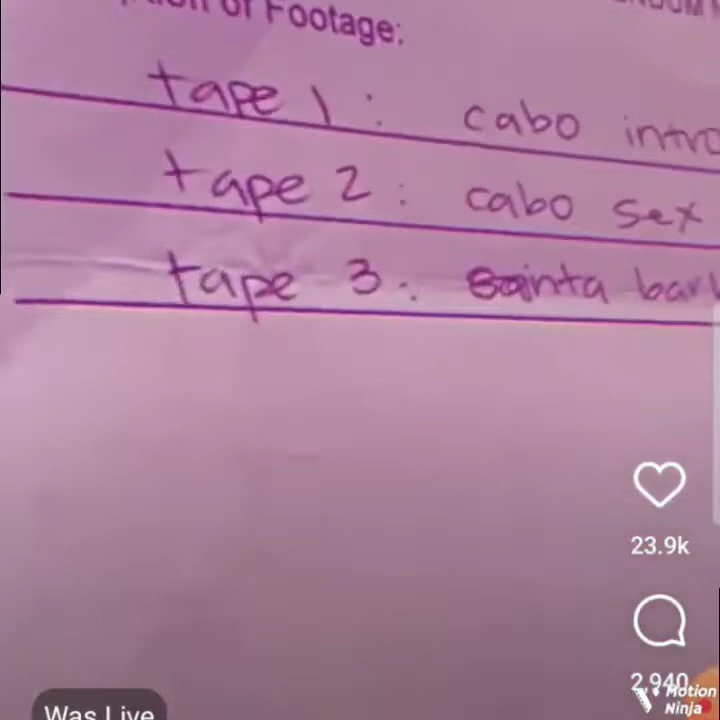 of Footage:
tape 1: cabo intro
tape 2: cabo sex
tape 3: Sainta bar
23.9k
2,940
Was Live
Motion
Ninja